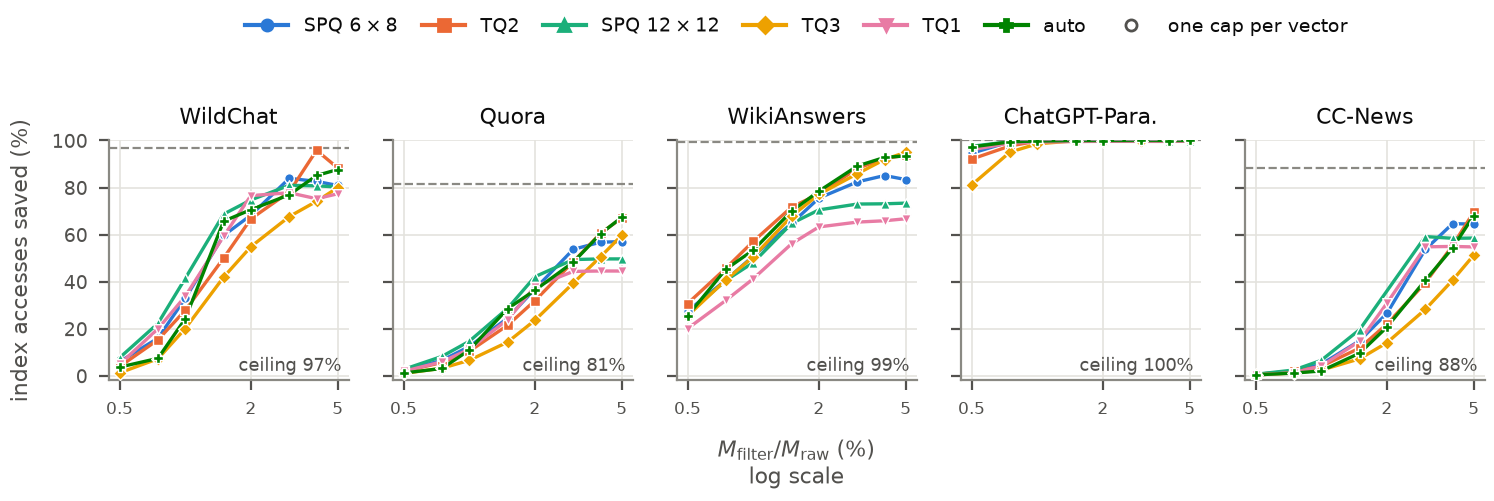 SPQ 6 × 8 TQ2 SPQ 12 × 12 TQ3 TQ1 auto one cap per vector
WildChat Quora WikiAnswers ChatGPT-Para. CC-News
index accesses saved (%)
100
80
60
40
20
0
ceiling 97% ceiling 81% ceiling 99% ceiling 100% ceiling 88%
0.5 2 5 0.5 2 5 0.5 2 5 0.5 2 5 0.5 2 5
M_filter/M_raw (%)
log scale